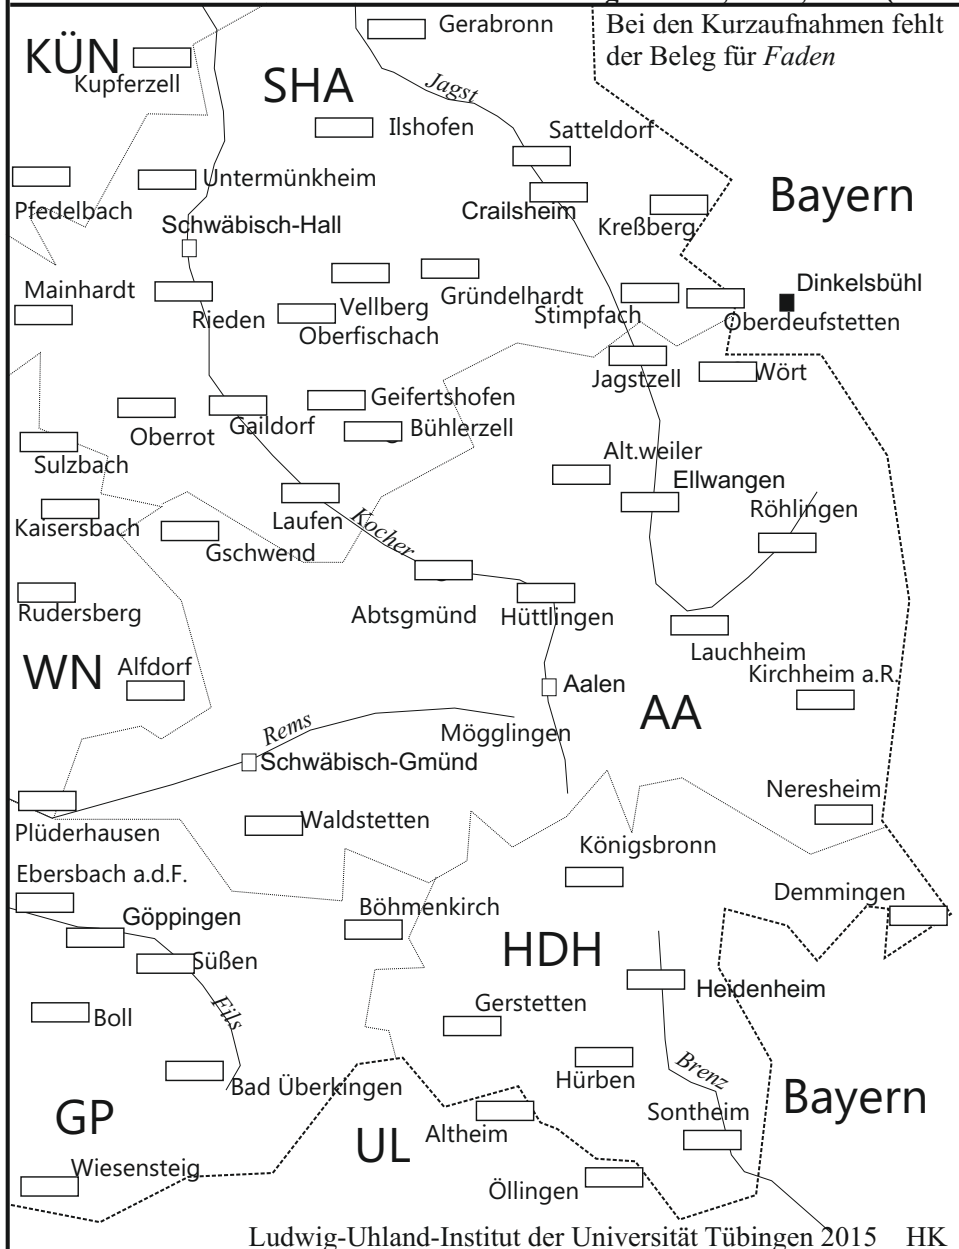 Bei den Kurzaufnahmen fehlt
der Beleg für Faden
Gerabronn
KÜN
Kupferzell
SHA
Jagst
Ilshofen
Satteldorf
Untermünkheim
Crailsheim
Bayern
Pfedelbach
Schwäbisch-Hall
Kreßberg
Mainhardt
Rieden
Vellberg
Gründelhardt
Dinkelsbühl
Oberfischach
Stimpfach
Oberdeufstetten
Jagstzell
Wört
Geifertshofen
Oberrot
Gaildorf
Bühlerzell
Sulzbach
Alt.weiler
Ellwangen
Kaisersbach
Laufen
Kocher
Röhlingen
Gschwend
Rudersberg
Abtsgmünd
Hüttlingen
Lauchheim
WN
Alfdorf
Kirchheim a.R.
Aalen
AA
Rems
Mögglingen
Schwäbisch-Gmünd
Neresheim
Plüderhausen
Waldstetten
Königsbronn
Ebersbach a.d.F.
Demmingen
Göppingen
Böhmenkirch
HDH
Süßen
Heidenheim
Boll
Fils
Gerstetten
Bad Überkingen
Hürben
Brenz
Bayern
GP
UL
Altheim
Sontheim
Wiesensteig
Öllingen
Ludwig-Uhland-Institut der Universität Tübingen 2015 HK